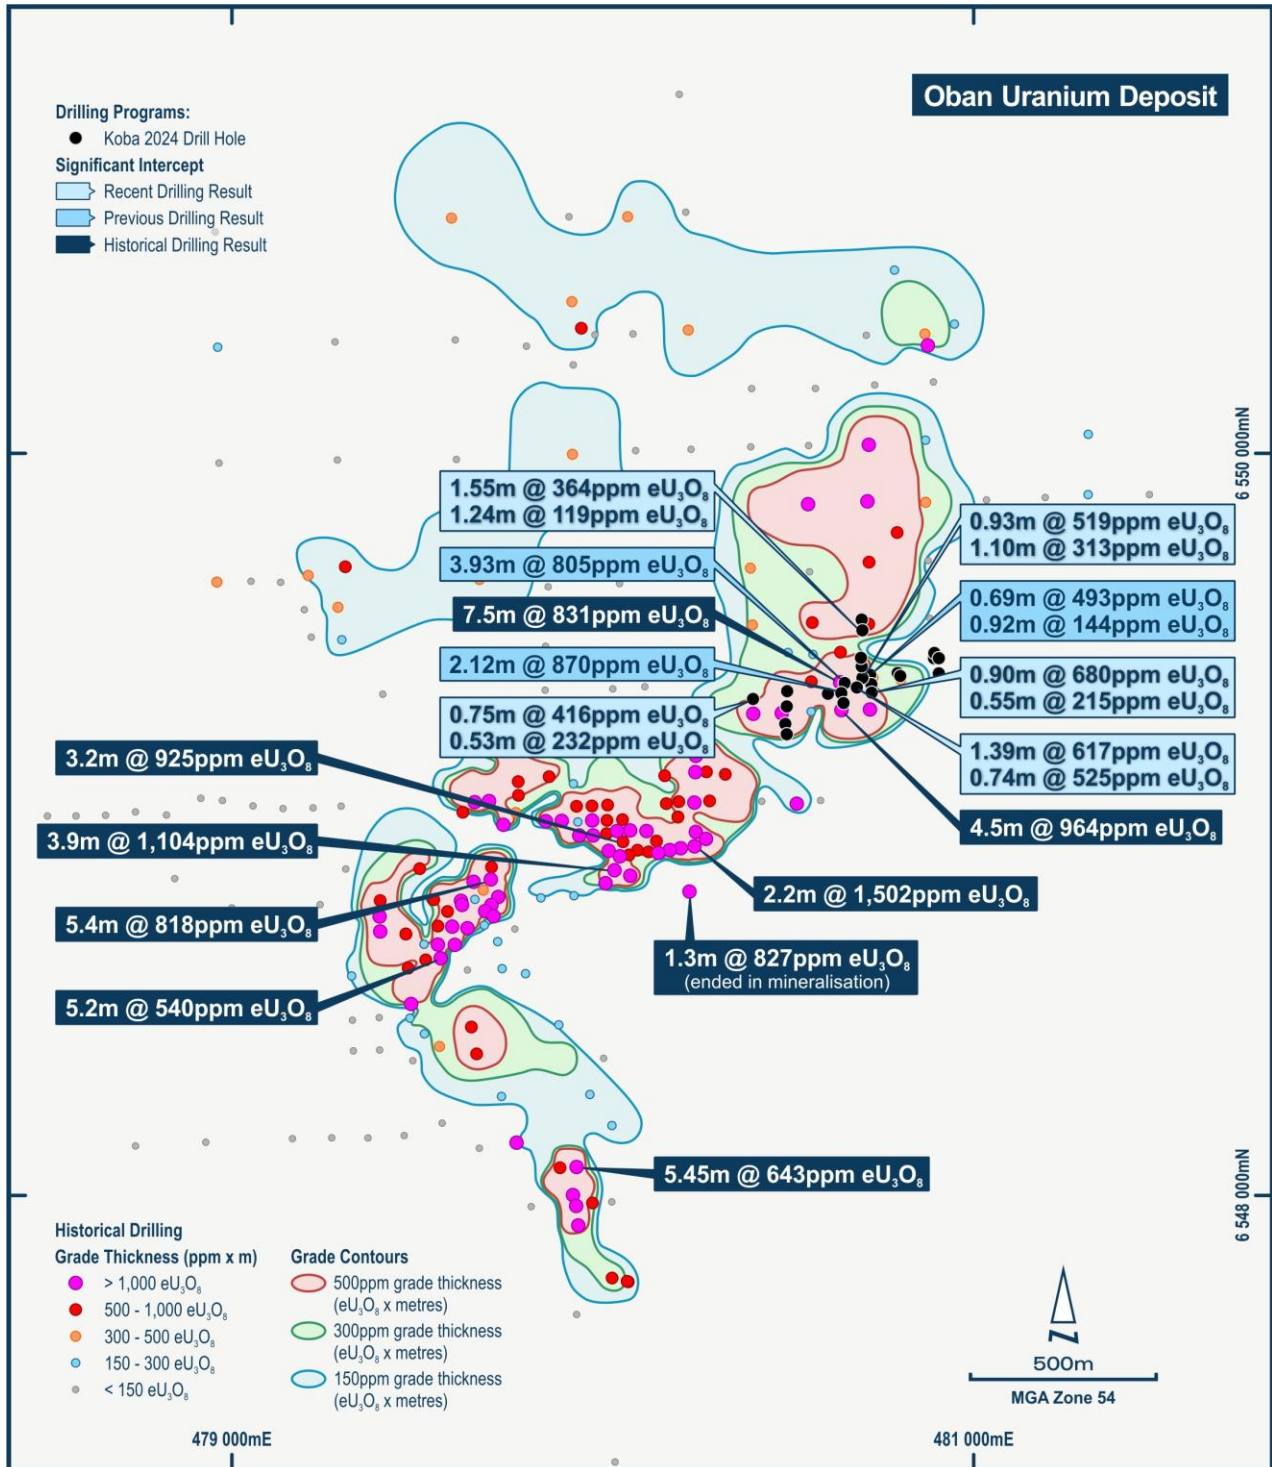 Oban Uranium Deposit
Drilling Programs:
Koba 2024 Drill Hole
Significant Intercept
Recent Drilling Result
Previous Drilling Result
Historical Drilling Result
6 550 000mN
1.55m @ 364ppm eU₃O₈
1.24m @ 119ppm eU₃O₈
3.93m @ 805ppm eU₃O₈
7.5m @ 831ppm eU₃O₈
2.12m @ 870ppm eU₃O₈
0.75m @ 416ppm eU₃O₈
0.53m @ 232ppm eU₃O₈
0.93m @ 519ppm eU₃O₈
1.10m @ 313ppm eU₃O₈
0.69m @ 493ppm eU₃O₈
0.92m @ 144ppm eU₃O₈
0.90m @ 680ppm eU₃O₈
0.55m @ 215ppm eU₃O₈
1.39m @ 617ppm eU₃O₈
0.74m @ 525ppm eU₃O₈
4.5m @ 964ppm eU₃O₈
3.2m @ 925ppm eU₃O₈
3.9m @ 1,104ppm eU₃O₈
5.4m @ 818ppm eU₃O₈
5.2m @ 540ppm eU₃O₈
2.2m @ 1,502ppm eU₃O₈
1.3m @ 827ppm eU₃O₈
(ended in mineralisation)
5.45m @ 643ppm eU₃O₈
6 548 000mN
Historical Drilling
Grade Thickness (ppm x m)
> 1,000 eU₃O₈
500 - 1,000 eU₃O₈
300 - 500 eU₃O₈
150 - 300 eU₃O₈
< 150 eU₃O₈
Grade Contours
500ppm grade thickness
(eU₃O₈ x metres)
300ppm grade thickness
(eU₃O₈ x metres)
150ppm grade thickness
(eU₃O₈ x metres)
N
500m
MGA Zone 54
479 000mE
481 000mE